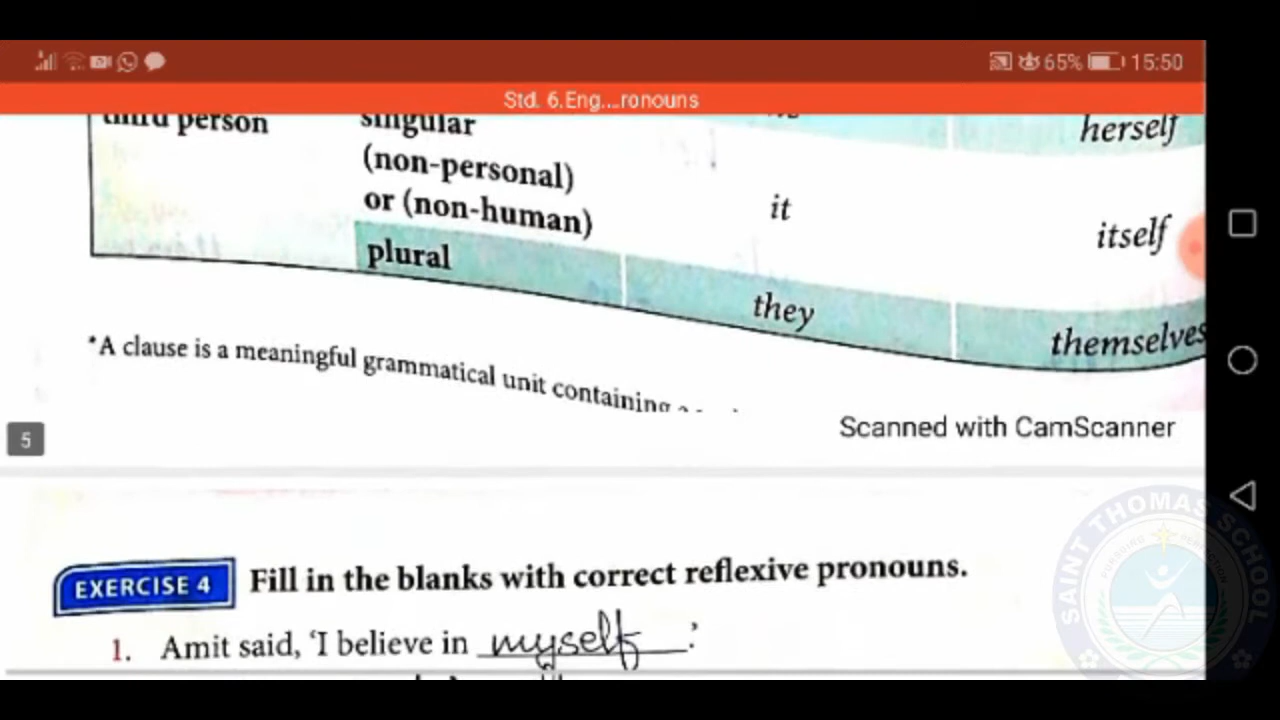 65% 15:50
Std. 6.Eng...ronouns
third person singular herself
(non-personal)
or (non-human) it itself
plural they themselves
*A clause is a meaningful grammatical unit containing
Scanned with CamScanner
5
EXERCISE 4 Fill in the blanks with correct reflexive pronouns.
1. Amit said, ‘I believe in myself.’
SAINT THOMAS SCHOOL